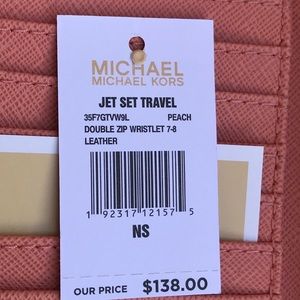 MICHAEL
MICHAEL KORS
JET SET TRAVEL
35F7GTVW9L PEACH
DOUBLE ZIP WRISTLET 7-8
LEATHER
1 92317 12157 5
NS
OUR PRICE $138.00